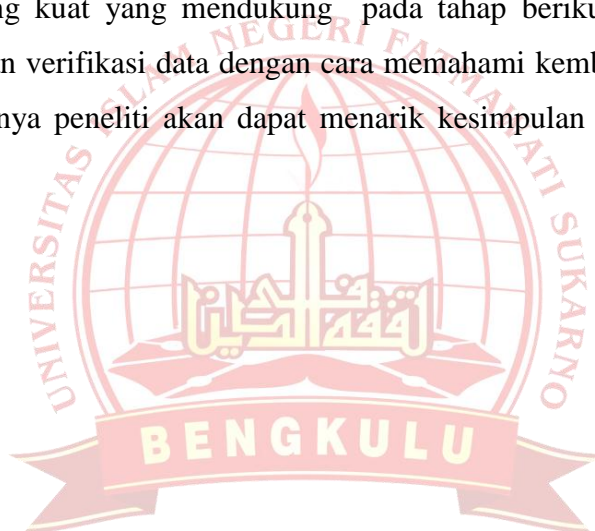 ng kuat yang mendukung pada tahap beriku
n verifikasi data dengan cara memahami kemb
nya peneliti akan dapat menarik kesimpulan
UNIVERSITAS ISLAM NEGERI FATMAWATI SUKARNO
BENGKULU